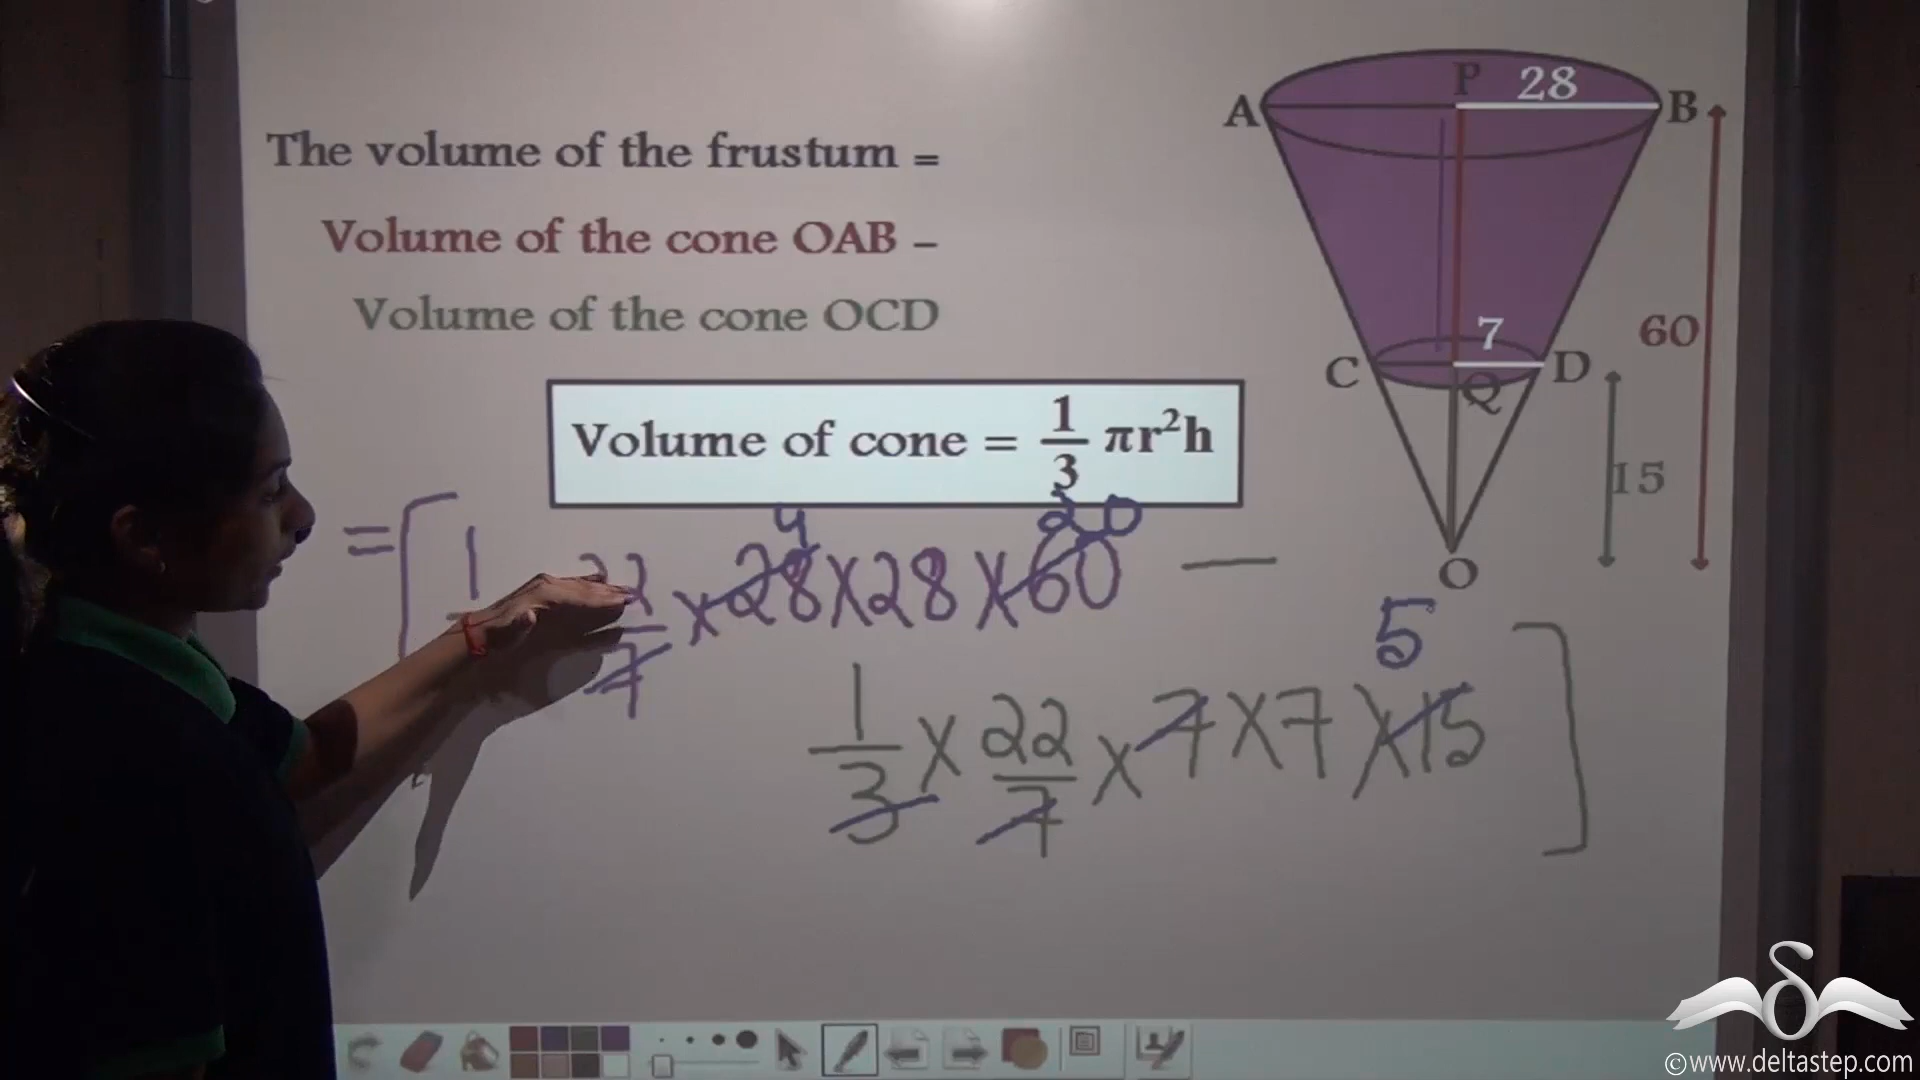 The volume of the frustum =
Volume of the cone OAB –
Volume of the cone OCD
Volume of cone = 1/3 πr²h
= [ 1 22/7 × 28 × 28 × 60 —
4
20
1/3 × 22/7 × 7 × 7 × 15 ]
5
P 28
A B
7
60
C D
Q
15
O
©www.deltastep.com